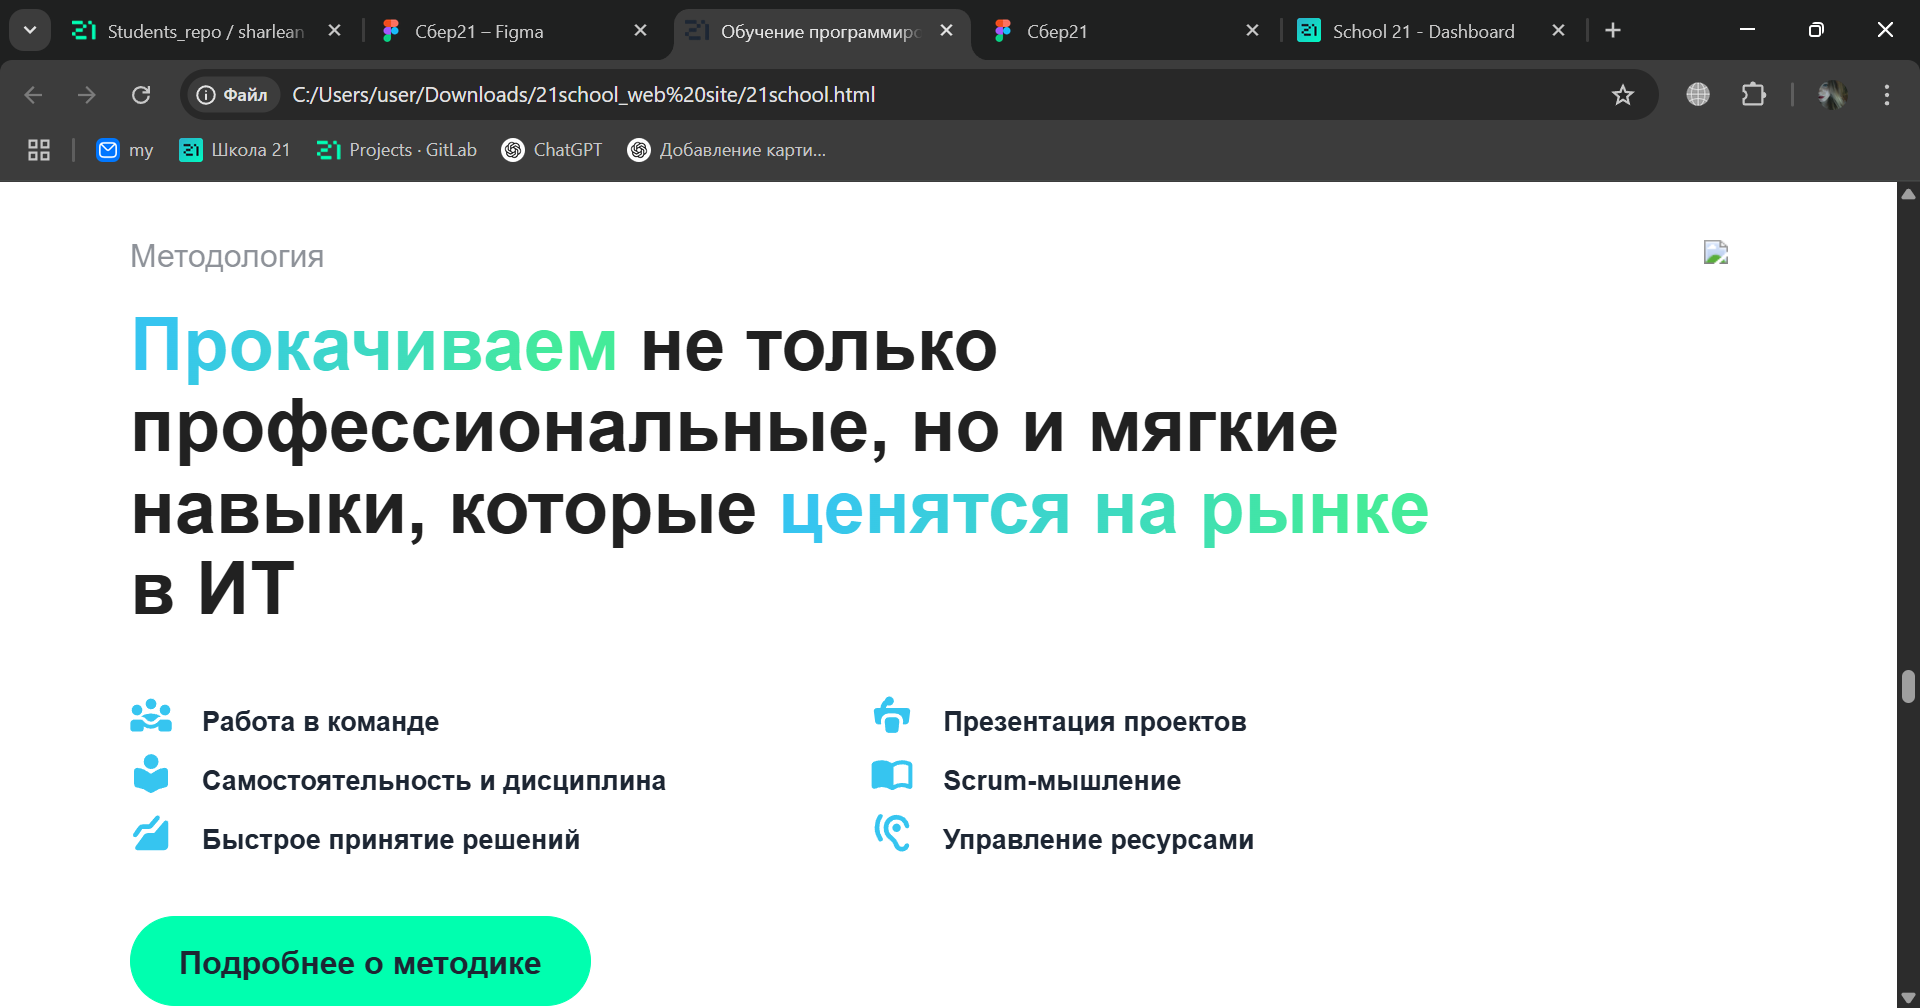 Students_repo / sharlean
Сбер21 – Figma
Обучение программиро
Сбер21
School 21 - Dashboard
Файл
C:/Users/user/Downloads/21school_web%20site/21school.html
my
Школа 21
Projects · GitLab
ChatGPT
Добавление карти...
Методология
Прокачиваем не только
профессиональные, но и мягкие
навыки, которые ценятся на рынке
в ИТ
Работа в команде
Презентация проектов
Самостоятельность и дисциплина
Scrum-мышление
Быстрое принятие решений
Управление ресурсами
Подробнее о методике